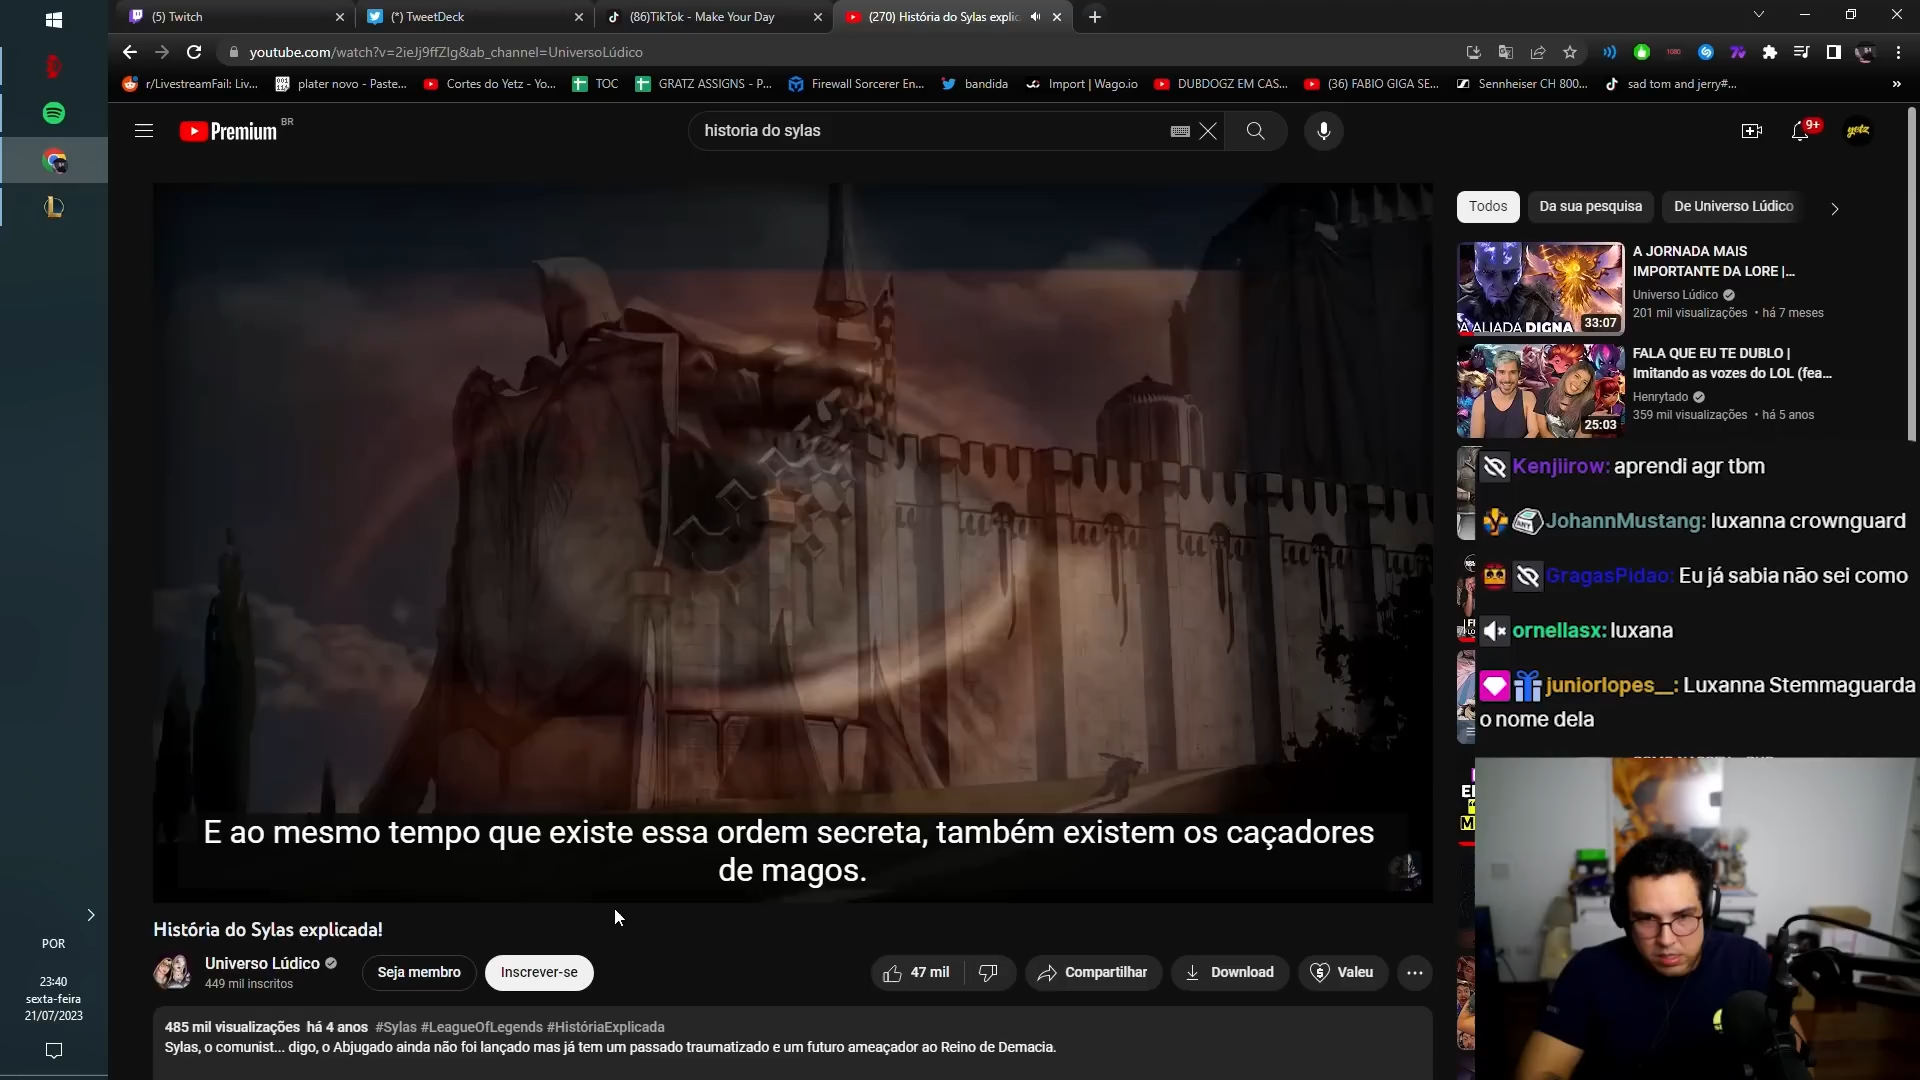 (5) Twitch
(*) TweetDeck
(86)TikTok - Make Your Day
(270) História do Sylas explic
youtube.com/watch?v=2ieJj9ffZIg&ab_channel=UniversoLúdico
r/LivestreamFail: Liv...
plater novo - Paste...
Cortes do Yetz - Yo...
TOC
GRATZ ASSIGNS - P...
Firewall Sorcerer En...
bandida
Import | Wago.io
DUBDOGZ EM CAS...
(36) FABIO GIGA SE...
Sennheiser CH 800...
sad tom and jerry#...
»
Premium BR
historia do sylas
9+
yetz
Todos
Da sua pesquisa
De Universo Lúdico
A JORNADA MAIS
IMPORTANTE DA LORE |...
Universo Lúdico
201 mil visualizações • há 7 meses
A ALIADA DIGNA
33:07
FALA QUE EU TE DUBLO |
Imitando as vozes do LOL (fea...
Henrytado
359 mil visualizações • há 5 anos
25:03
Kenjiirow: aprendi agr tbm
JohannMustang: luxanna crownguard
GragasPidao: Eu já sabia não sei como
ornellasx: luxana
juniorlopes__: Luxanna Stemmaguarda
o nome dela
E ao mesmo tempo que existe essa ordem secreta, também existem os caçadores
de magos.
História do Sylas explicada!
Universo Lúdico
449 mil inscritos
Seja membro
Inscrever-se
47 mil
Compartilhar
Download
Valeu
485 mil visualizações há 4 anos #Sylas #LeagueOfLegends #HistóriaExplicada
Sylas, o comunist... digo, o Abjugado ainda não foi lançado mas já tem um passado traumatizado e um futuro ameaçador ao Reino de Demacia.
POR
23:40
sexta-feira
21/07/2023